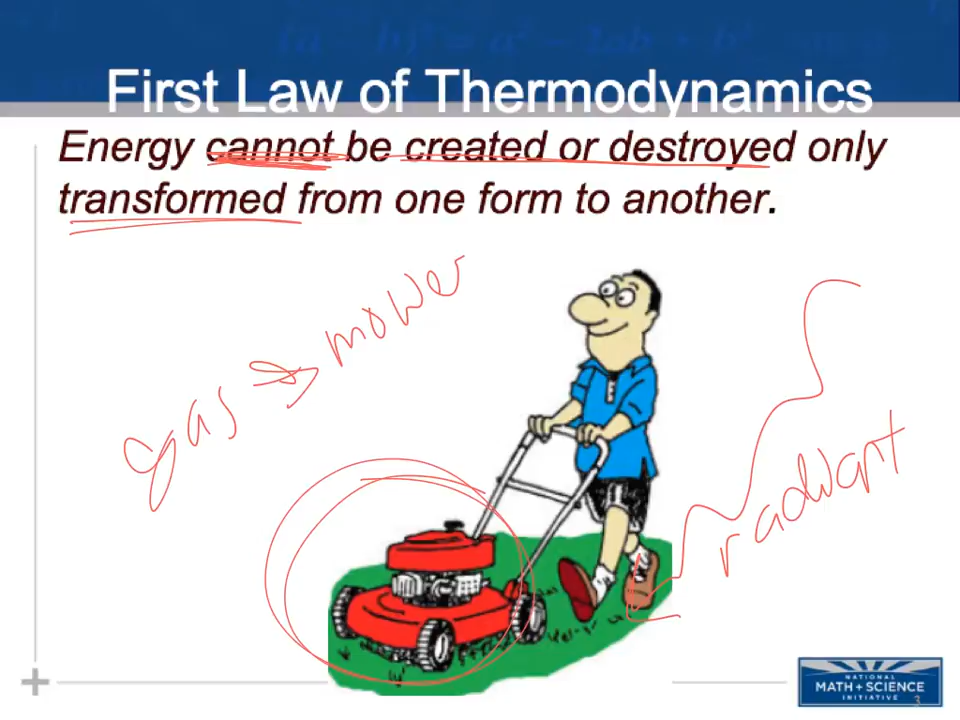 First Law of Thermodynamics
Energy cannot be created or destroyed only
transformed from one form to another.
gas → mower
radiant
NATIONAL
MATH + SCIENCE
INITIATIVE
3